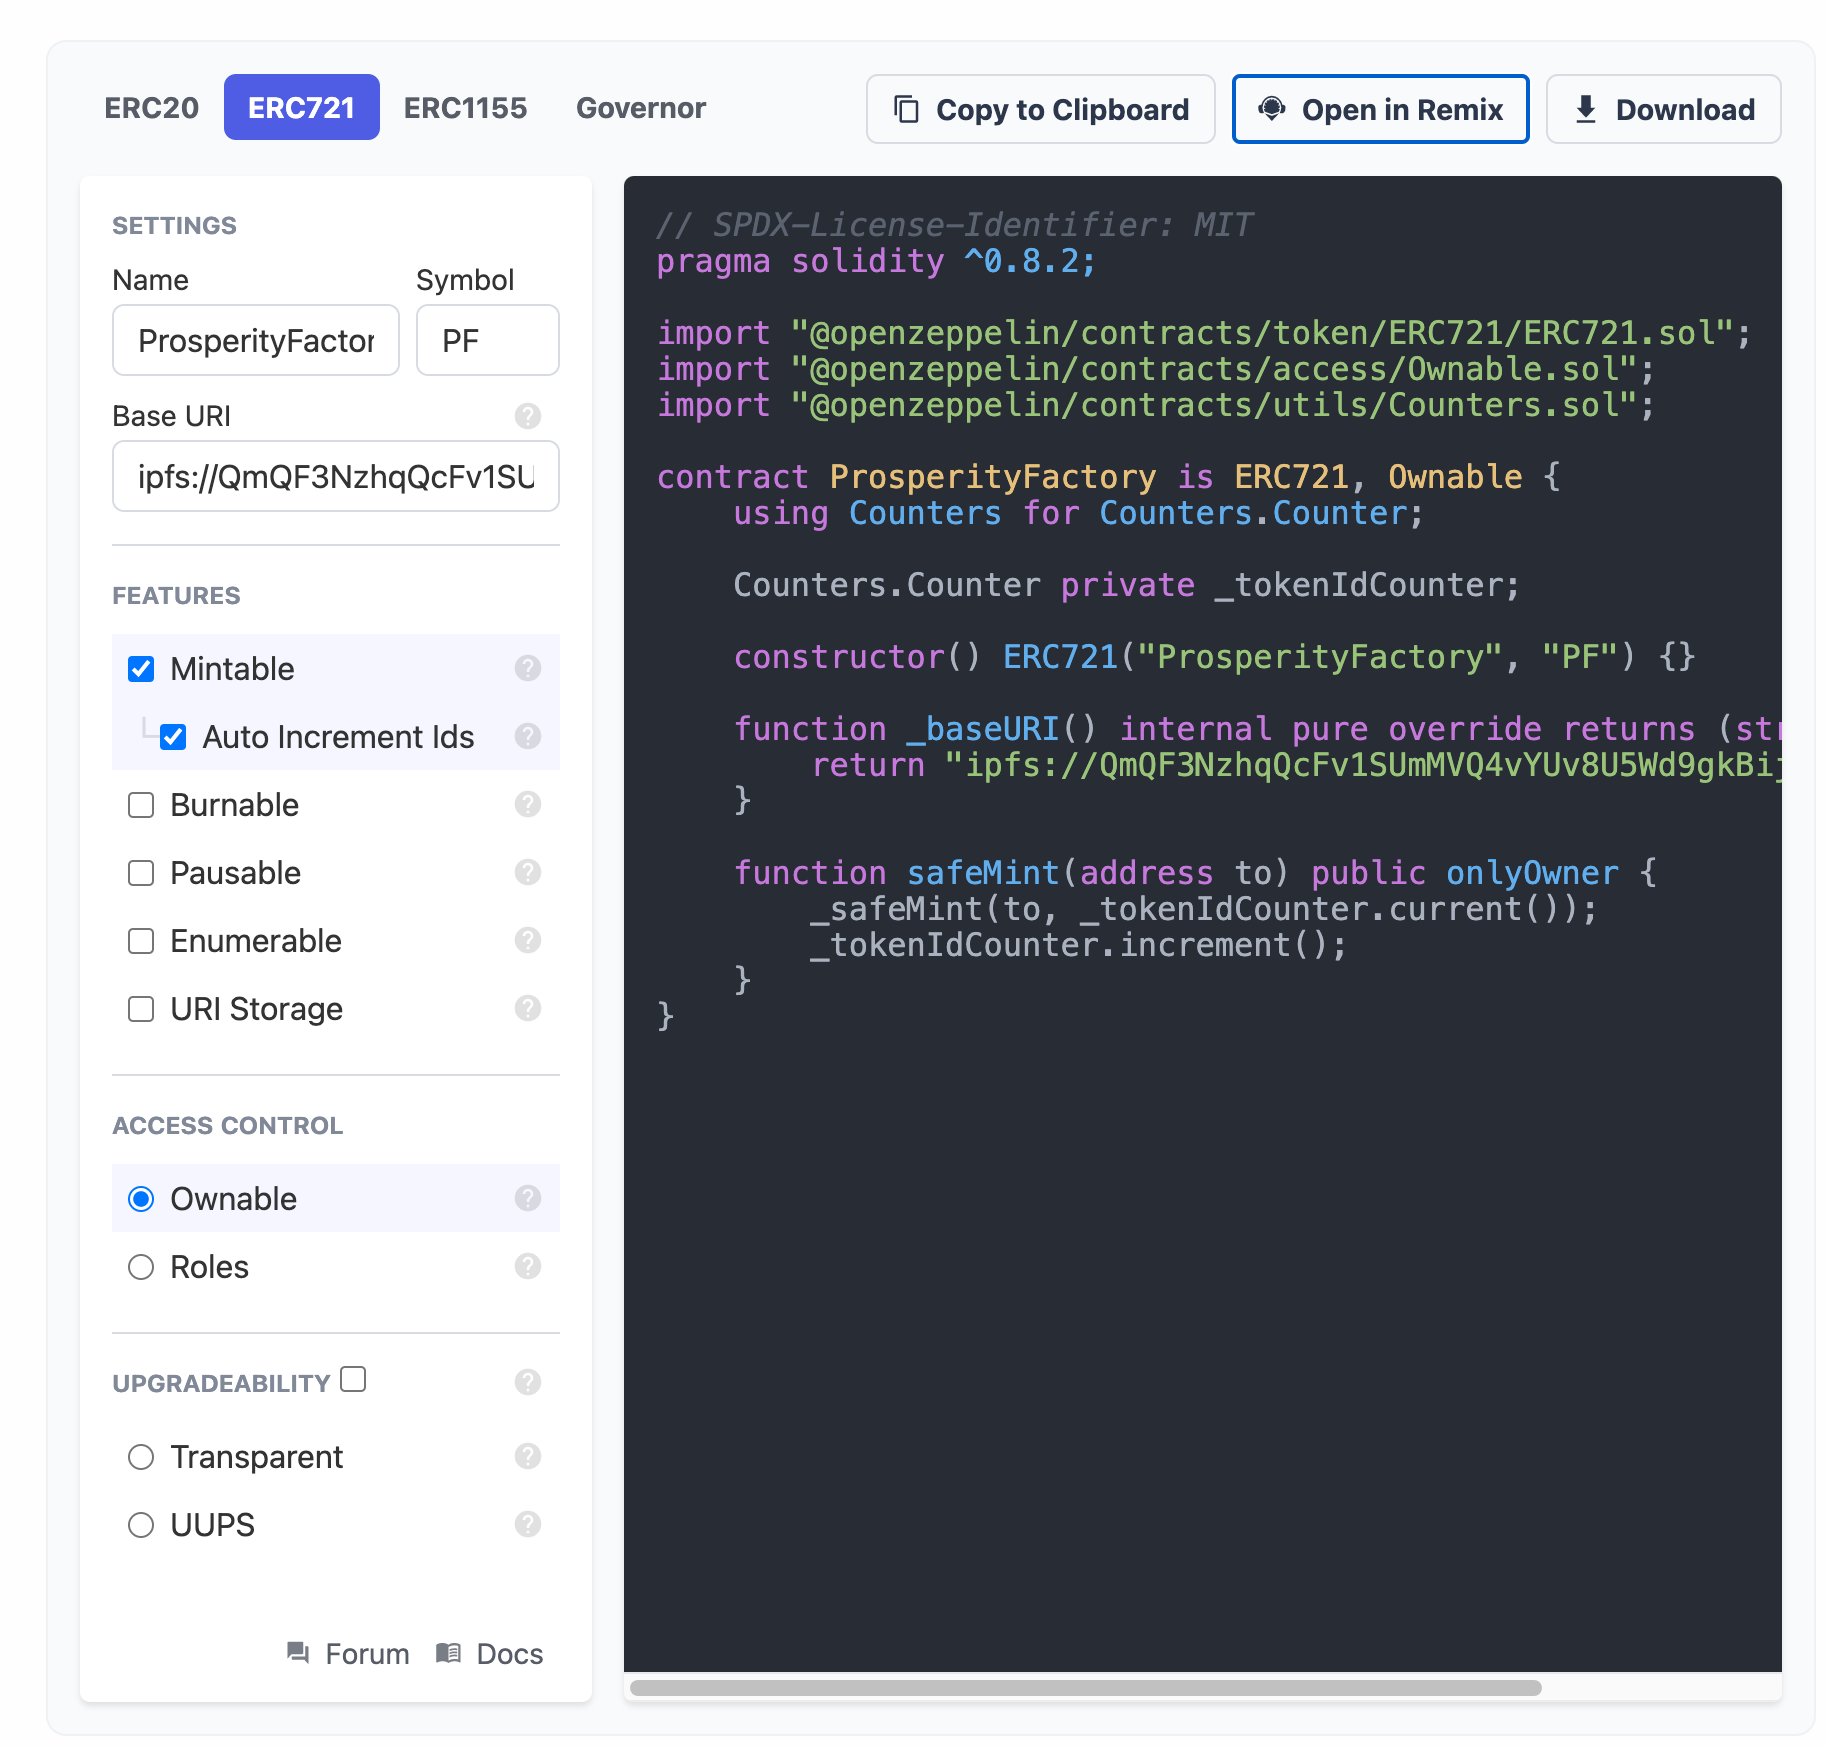 ERC20 ERC721 ERC1155 Governor Copy to Clipboard Open in Remix Download
SETTINGS
Name Symbol
ProsperityFactor PF
Base URI ?
ipfs://QmQF3NzhqQcFv1SU
FEATURES
Mintable ?
Auto Increment Ids ?
Burnable ?
Pausable ?
Enumerable ?
URI Storage ?
ACCESS CONTROL
Ownable ?
Roles ?
UPGRADEABILITY ?
Transparent ?
UUPS ?
Forum Docs
// SPDX-License-Identifier: MIT
pragma solidity ^0.8.2;
import "@openzeppelin/contracts/token/ERC721/ERC721.sol";
import "@openzeppelin/contracts/access/Ownable.sol";
import "@openzeppelin/contracts/utils/Counters.sol";
contract ProsperityFactory is ERC721, Ownable {
using Counters for Counters.Counter;
Counters.Counter private _tokenIdCounter;
constructor() ERC721("ProsperityFactory", "PF") {}
function _baseURI() internal pure override returns (str
return "ipfs://QmQF3NzhqQcFv1SUmMVQ4vYUv8U5Wd9gkBij
}
function safeMint(address to) public onlyOwner {
_safeMint(to, _tokenIdCounter.current());
_tokenIdCounter.increment();
}
}